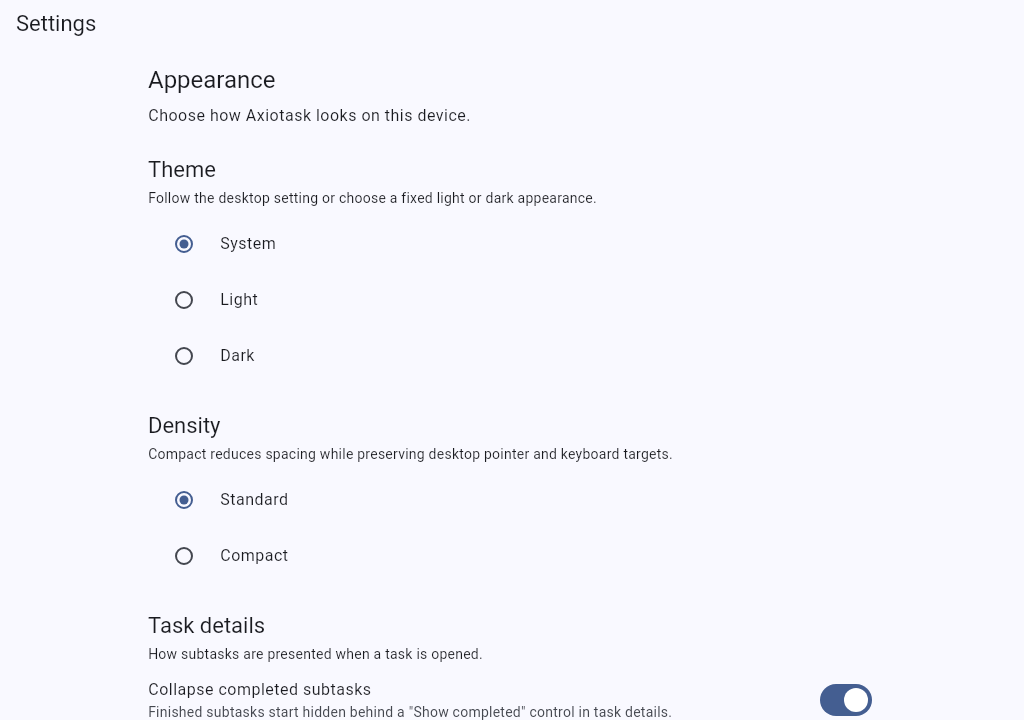 Settings
Appearance
Choose how Axiotask looks on this device.
Theme
Follow the desktop setting or choose a fixed light or dark appearance.
System
Light
Dark
Density
Compact reduces spacing while preserving desktop pointer and keyboard targets.
Standard
Compact
Task details
How subtasks are presented when a task is opened.
Collapse completed subtasks
Finished subtasks start hidden behind a "Show completed" control in task details.